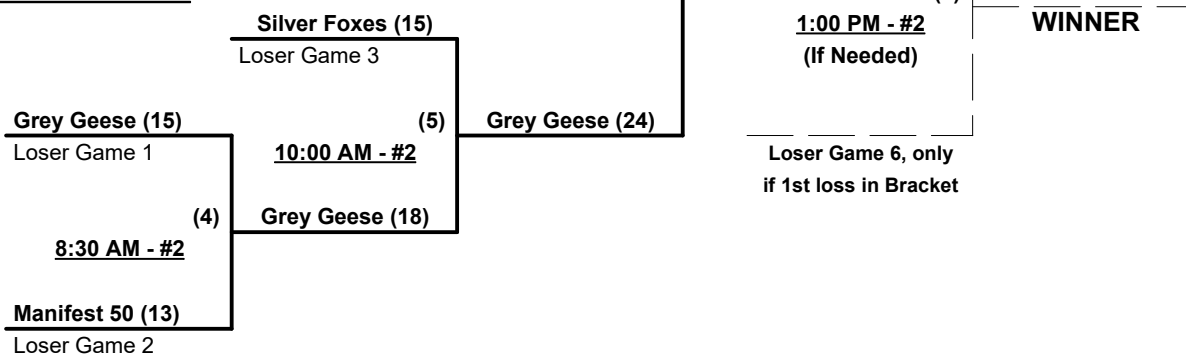 1:00 PM - #2
WINNER
Silver Foxes (15)
Loser Game 3
(If Needed)
Grey Geese (15)
(5)
Grey Geese (24)
Loser Game 1
10:00 AM - #2
Loser Game 6, only
if 1st loss in Bracket
(4)
Grey Geese (18)
8:30 AM - #2
Manifest 50 (13)
Loser Game 2